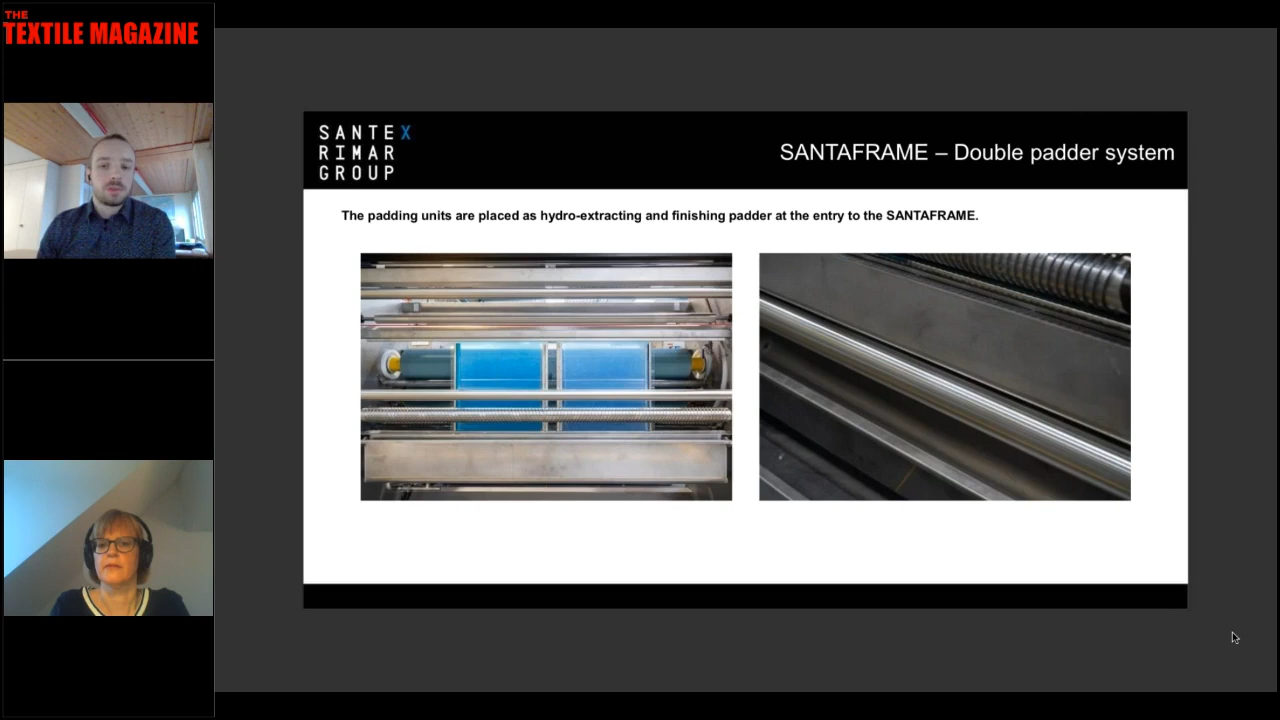 THE
TEXTILE MAGAZINE
SANTEX
RIMAR
GROUP
SANTAFRAME – Double padder system
The padding units are placed as hydro-extracting and finishing padder at the entry to the SANTAFRAME.